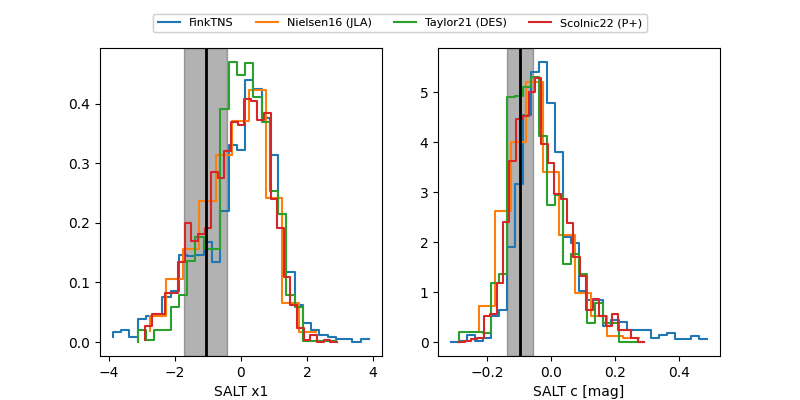 FinkTNS Nielsen16 (JLA) Taylor21 (DES) Scolnic22 (P+)
0.4
0.3
0.2
0.1
0.0
−4 −2 0 2 4
SALT x1
5
4
3
2
1
0
−0.2 0.0 0.2 0.4
SALT c [mag]